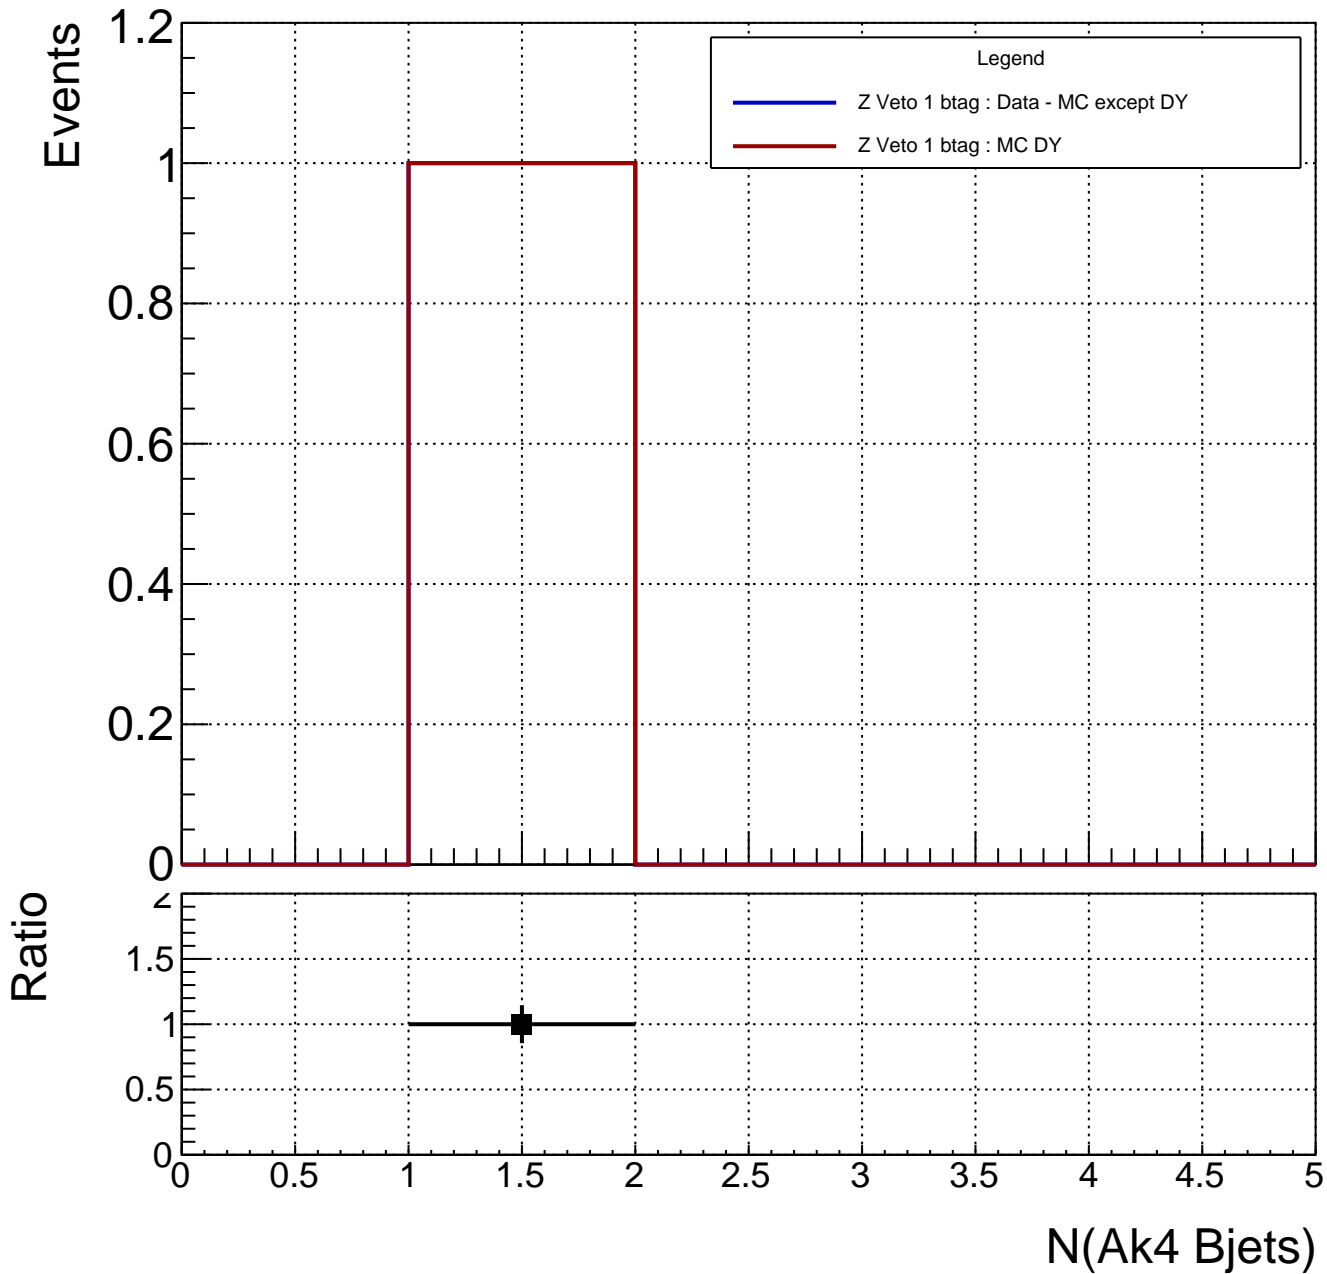 Events
1.2
1
0.8
0.6
0.4
0.2
0
Legend
Z Veto 1 btag : Data - MC except DY
Z Veto 1 btag : MC DY
Ratio
2
1.5
1
0.5
0
0 0.5 1 1.5 2 2.5 3 3.5 4 4.5 5
N(Ak4 Bjets)